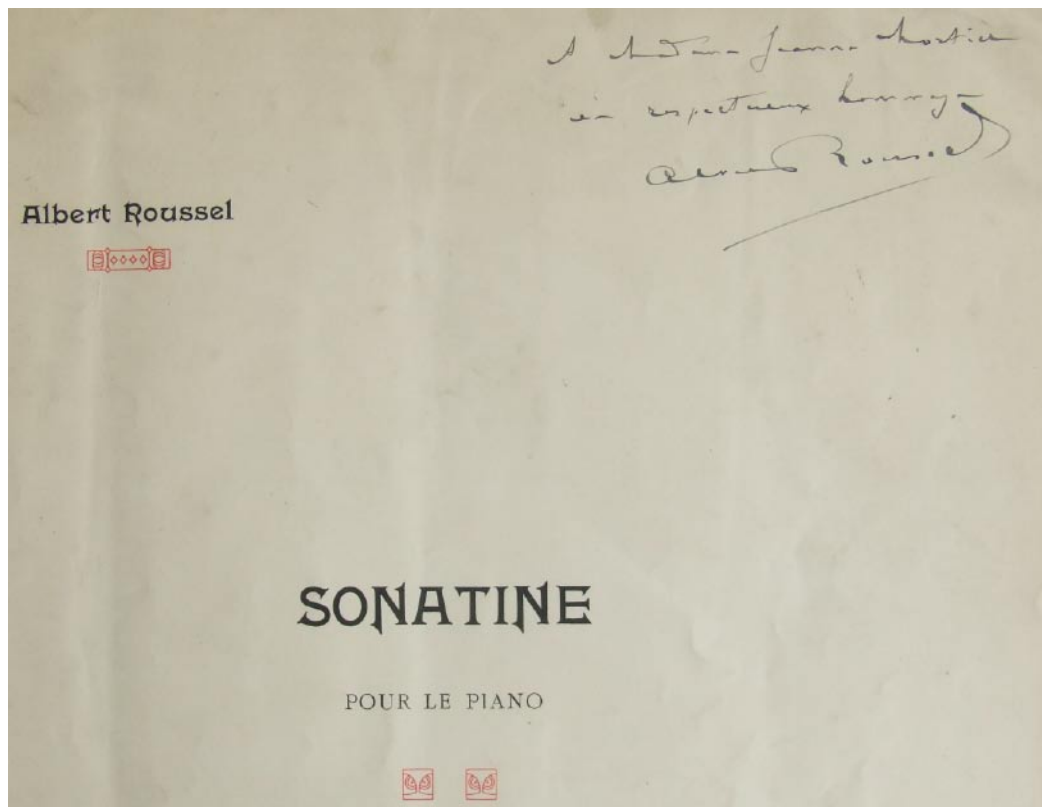 A Madame Jeanne Mortier
en respectueux hommage
Albert Roussel
Albert Roussel
SONATINE
POUR LE PIANO